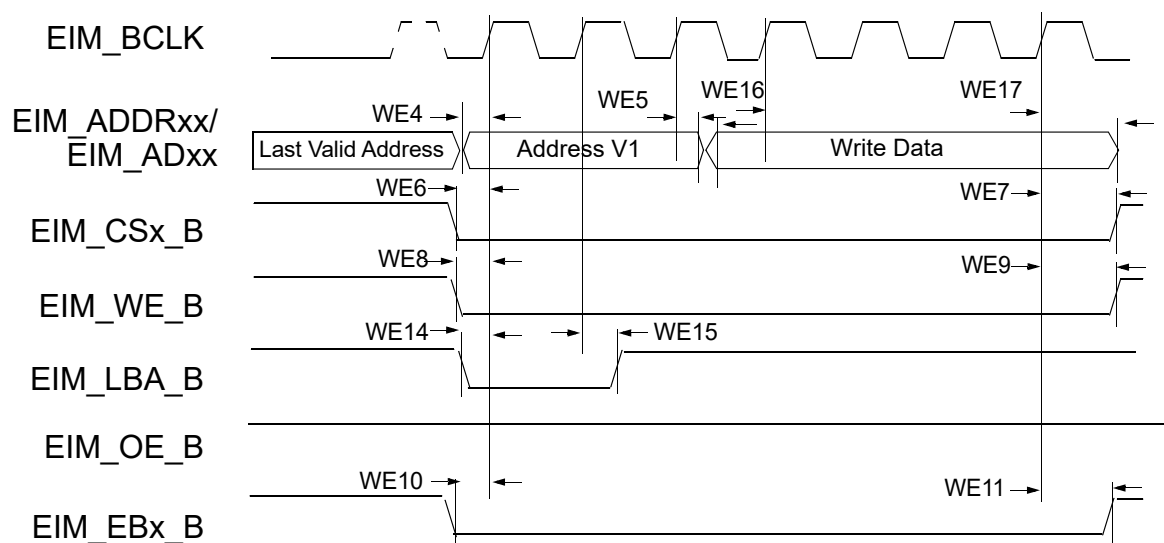 EIM_BCLK
WE4
WE5
WE16
WE17
EIM_ADDRxx/
EIM_ADxx
Last Valid Address
Address V1
Write Data
WE6
WE7
EIM_CSx_B
WE8
WE9
EIM_WE_B
WE14
WE15
EIM_LBA_B
EIM_OE_B
WE10
WE11
EIM_EBx_B